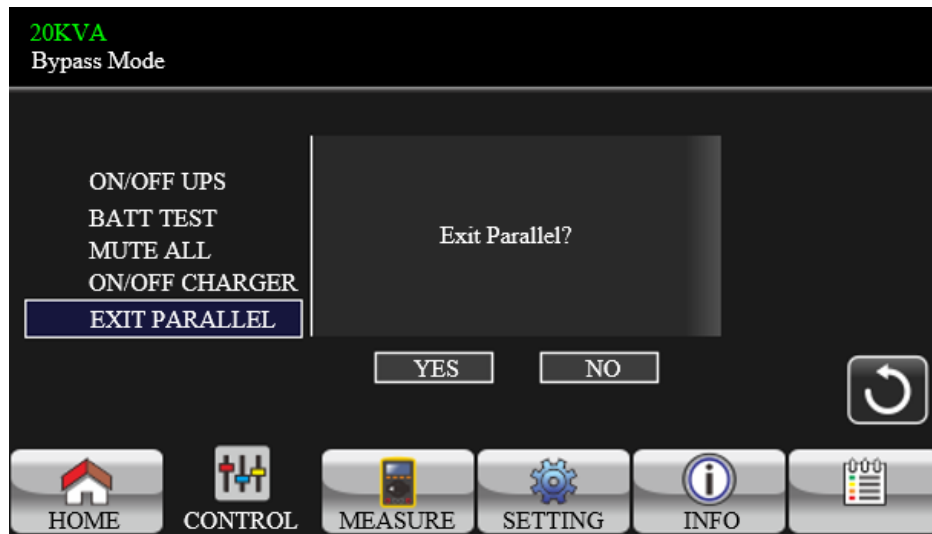 20KVA
Bypass Mode
ON/OFF UPS
BATT TEST
MUTE ALL
ON/OFF CHARGER
EXIT PARALLEL
Exit Parallel?
YES
NO
HOME
CONTROL
MEASURE
SETTING
INFO